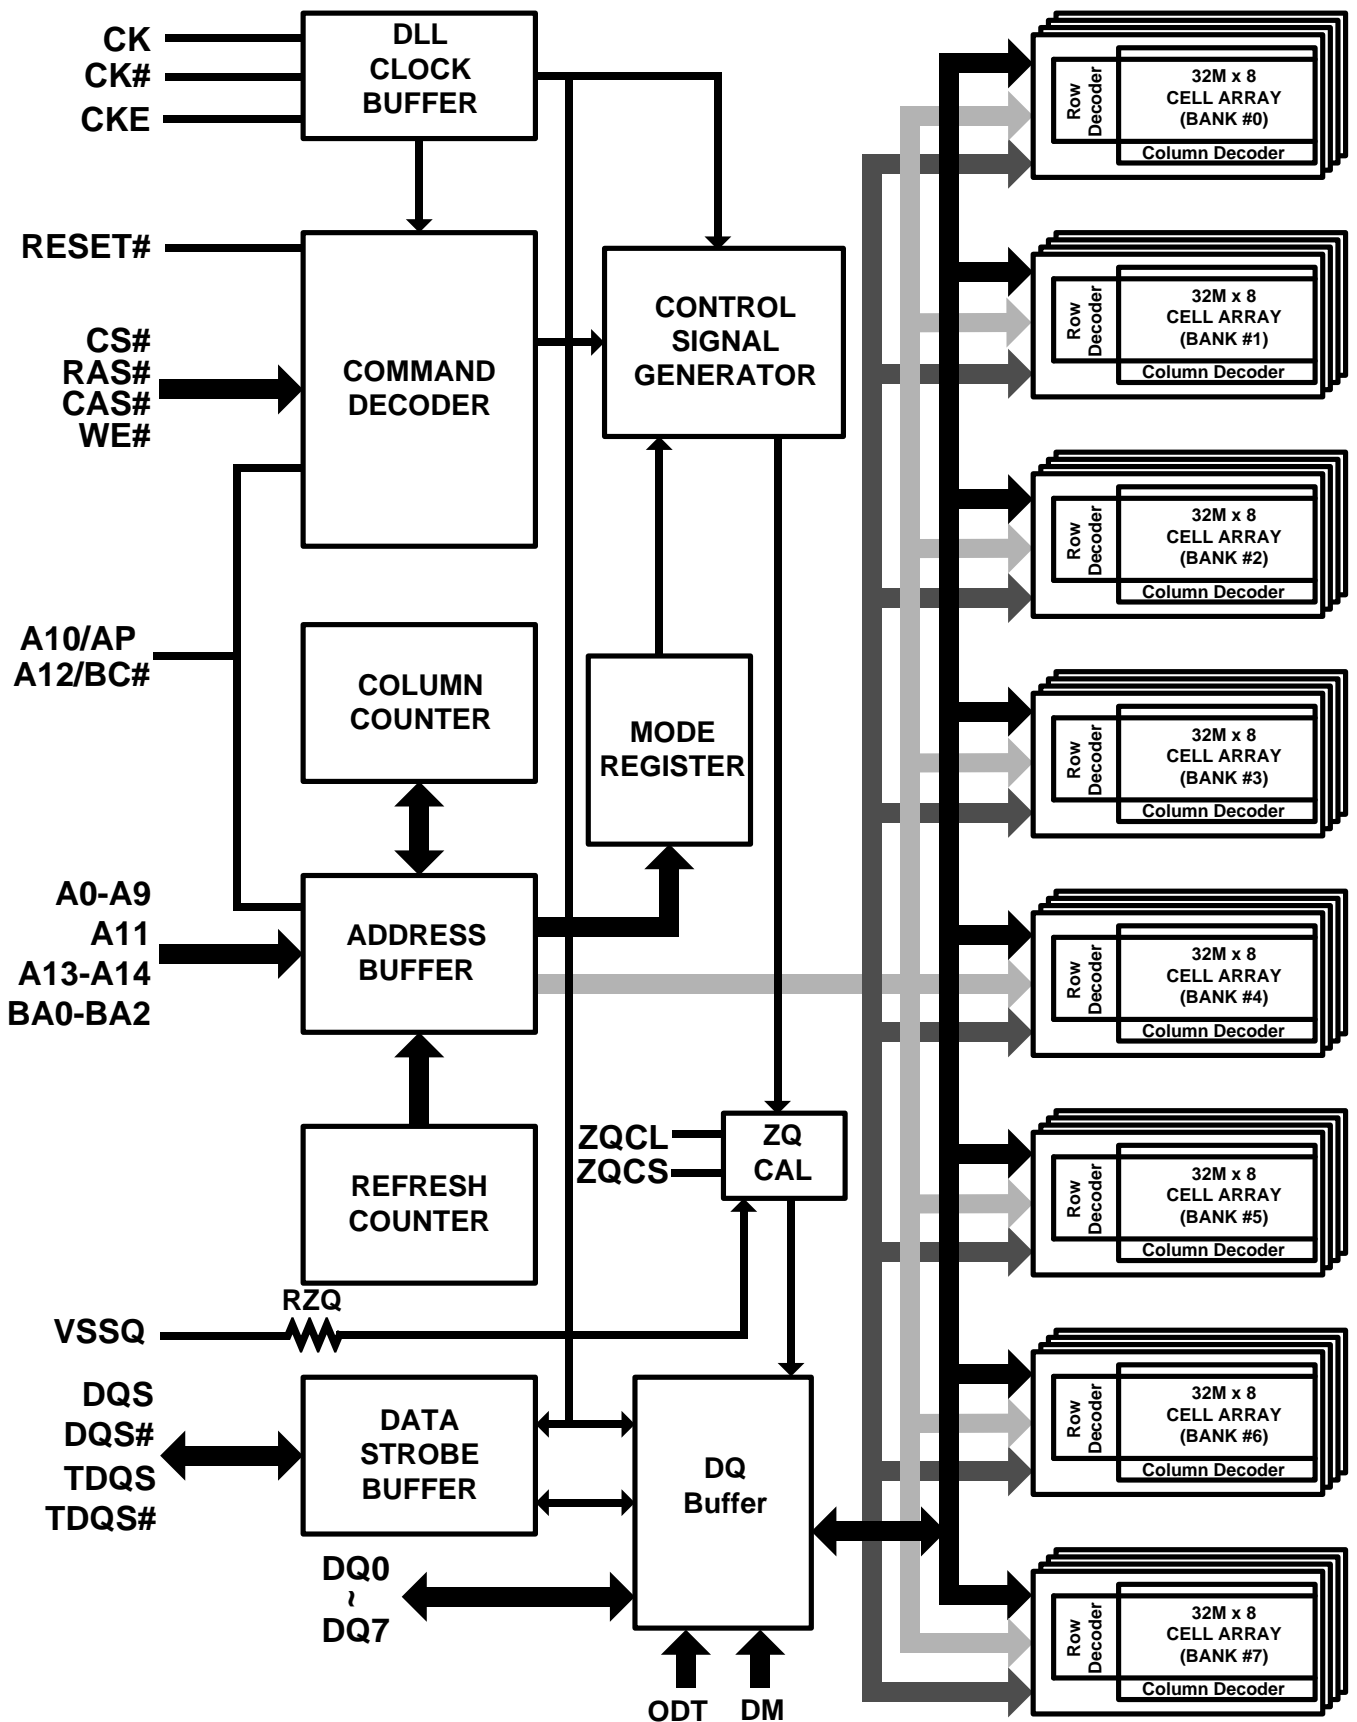 CK
CK#
CKE
DLL
CLOCK
BUFFER
RESET#
CS#
RAS#
CAS#
WE#
COMMAND
DECODER
CONTROL
SIGNAL
GENERATOR
A10/AP
A12/BC#
COLUMN
COUNTER
MODE
REGISTER
A0-A9
A11
A13-A14
BA0-BA2
ADDRESS
BUFFER
REFRESH
COUNTER
ZQCL
ZQCS
ZQ
CAL
RZQ
VSSQ
DQS
DQS#
TDQS
TDQS#
DATA
STROBE
BUFFER
DQ
Buffer
DQ0
~
DQ7
ODT
DM
Row
Decoder
32M x 8
CELL ARRAY
(BANK #0)
Column Decoder
Row
Decoder
32M x 8
CELL ARRAY
(BANK #1)
Column Decoder
Row
Decoder
32M x 8
CELL ARRAY
(BANK #2)
Column Decoder
Row
Decoder
32M x 8
CELL ARRAY
(BANK #3)
Column Decoder
Row
Decoder
32M x 8
CELL ARRAY
(BANK #4)
Column Decoder
Row
Decoder
32M x 8
CELL ARRAY
(BANK #5)
Column Decoder
Row
Decoder
32M x 8
CELL ARRAY
(BANK #6)
Column Decoder
Row
Decoder
32M x 8
CELL ARRAY
(BANK #7)
Column Decoder